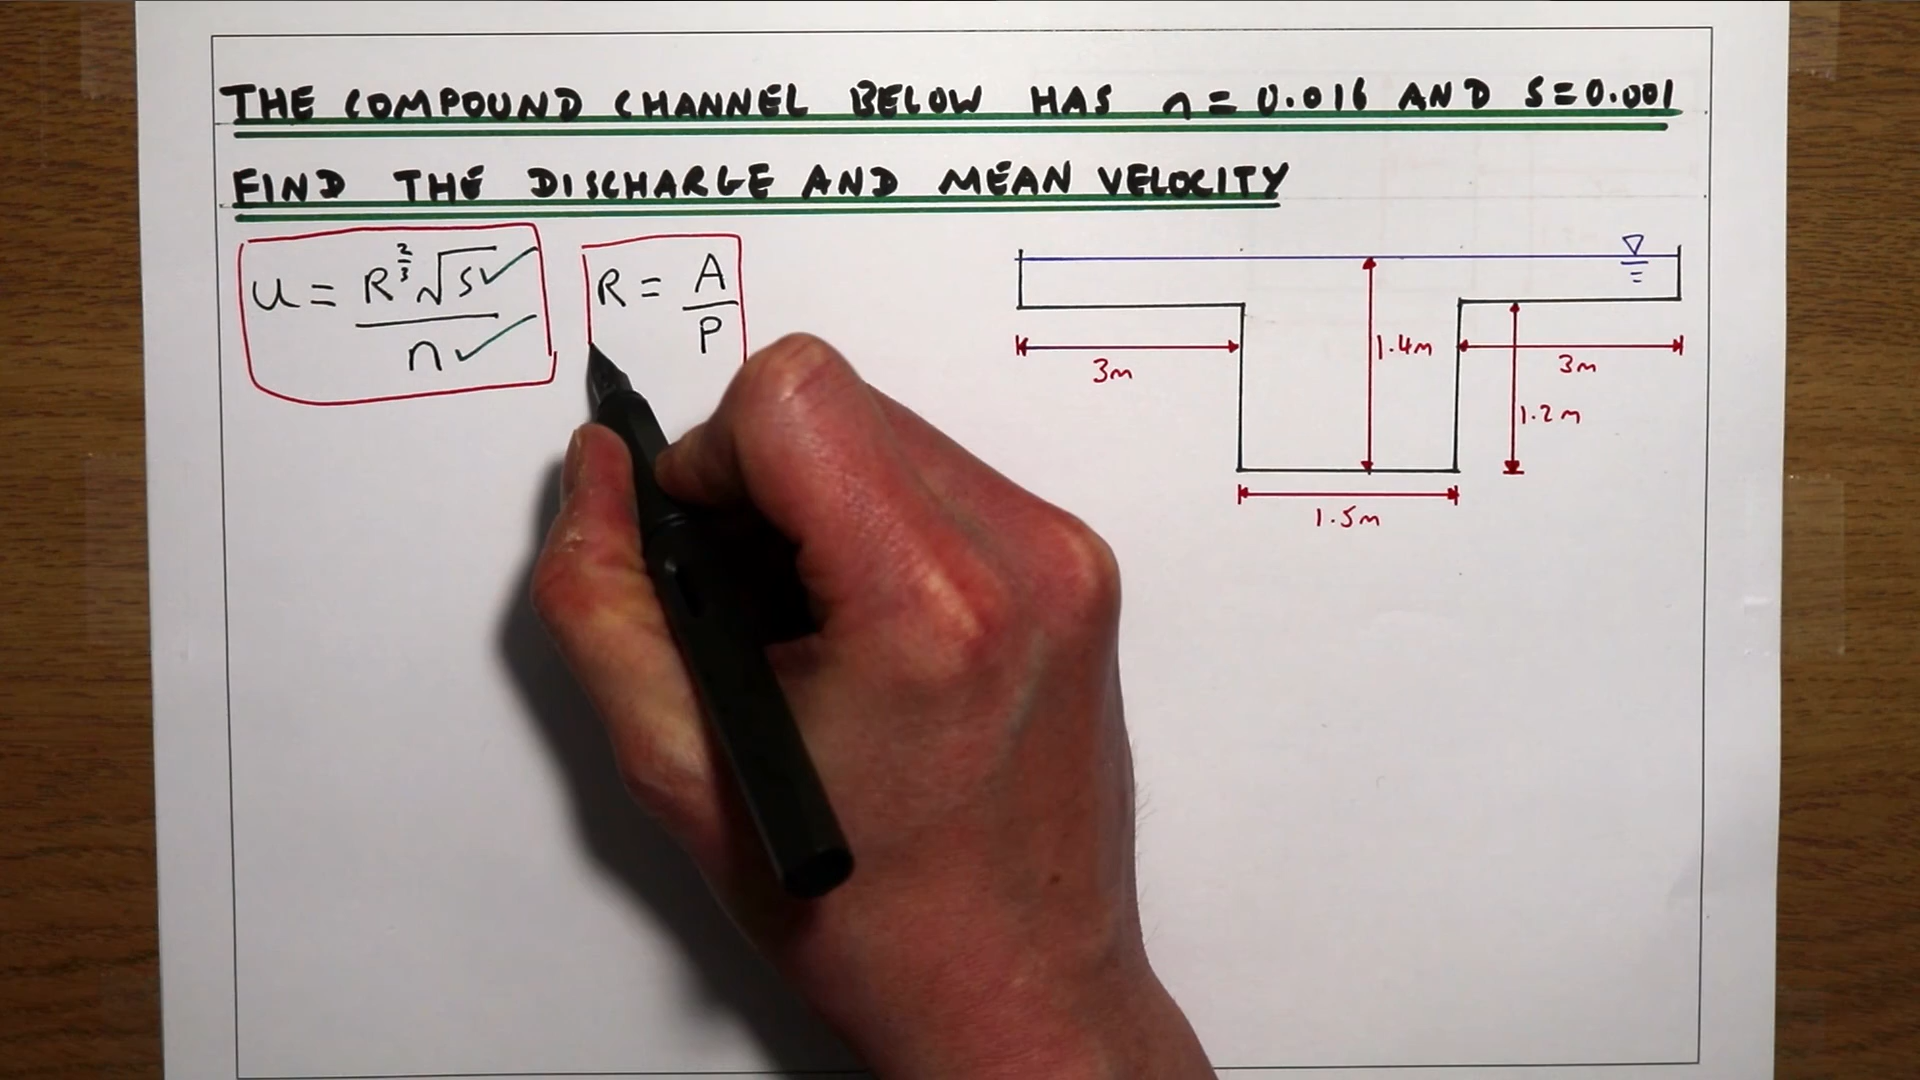 THE COMPOUND CHANNEL BELOW HAS n = 0.016 AND S=0.001
FIND THE DISCHARGE AND MEAN VELOCITY
u = R^(2/3) √S / n
R = A / P
1.4m
3m
3m
1.2m
1.5m